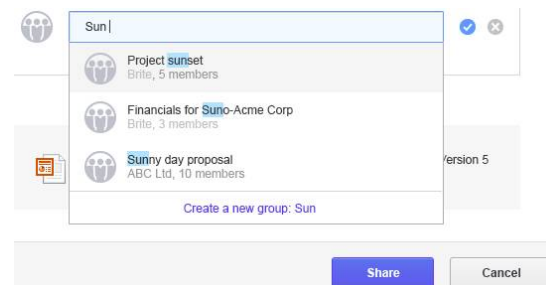 Sun
Project sunset
Brite, 5 members
Financials for Suno-Acme Corp
Brite, 3 members
Sunny day proposal
ABC Ltd, 10 members
Version 5
Create a new group: Sun
Share
Cancel